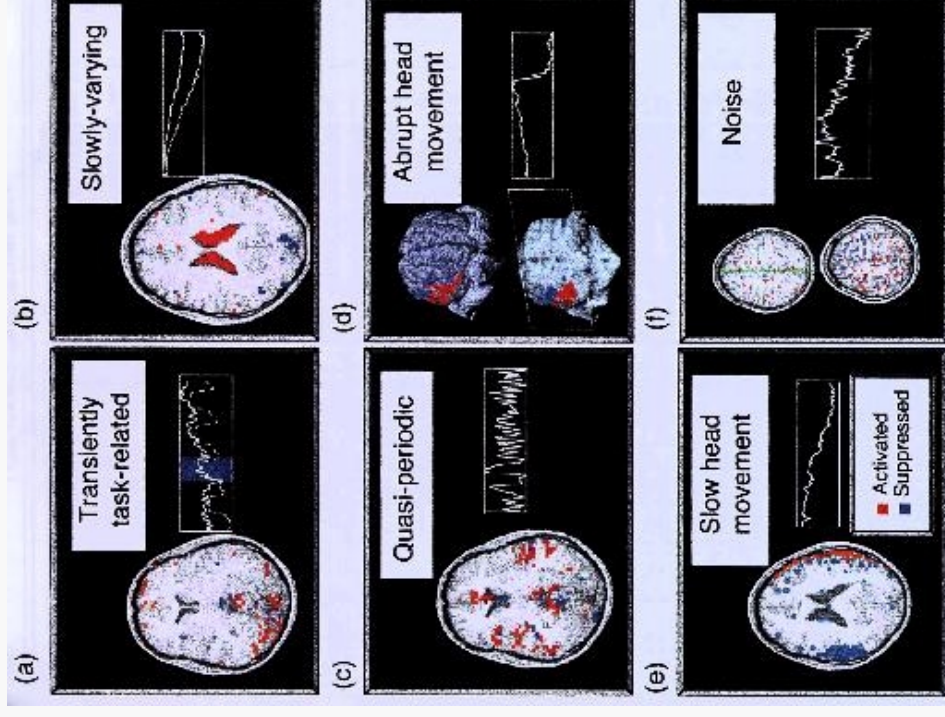 (a)
Transiently
task-related
(b)
Slowly-varying
(c)
Quasi-periodic
(d)
Abrupt head
movement
(e)
Slow head
movement
Activated
Suppressed
(f)
Noise